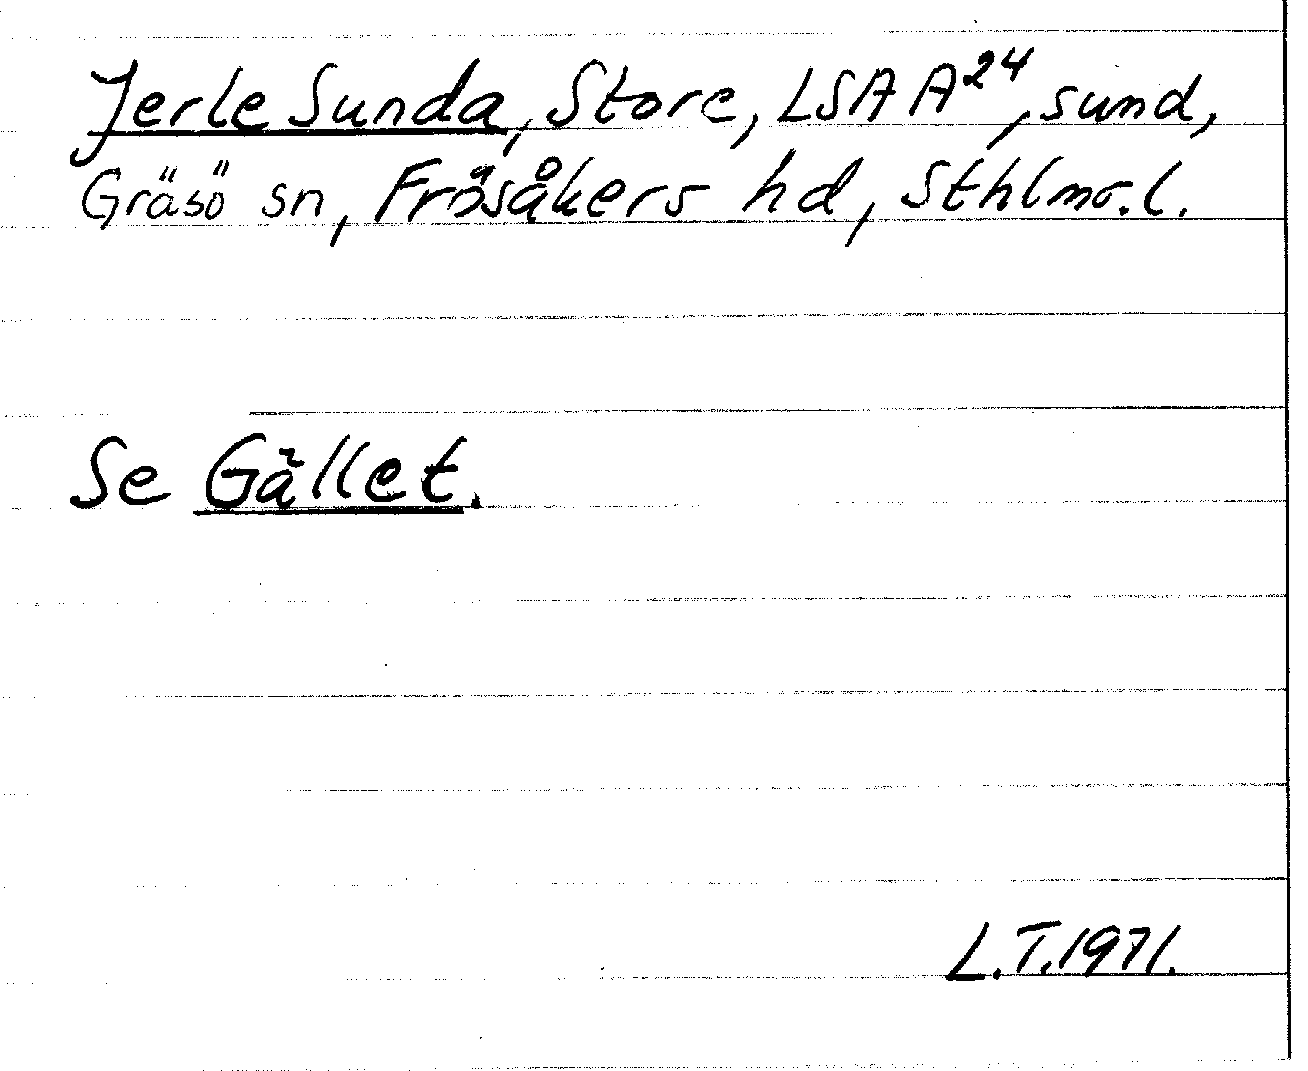 Jerle Sunda, Store, LSA A24, sund,
Gräsö sn, Frösåkers hd, Sthlms.l.
Se Gället.
L.T.1971.